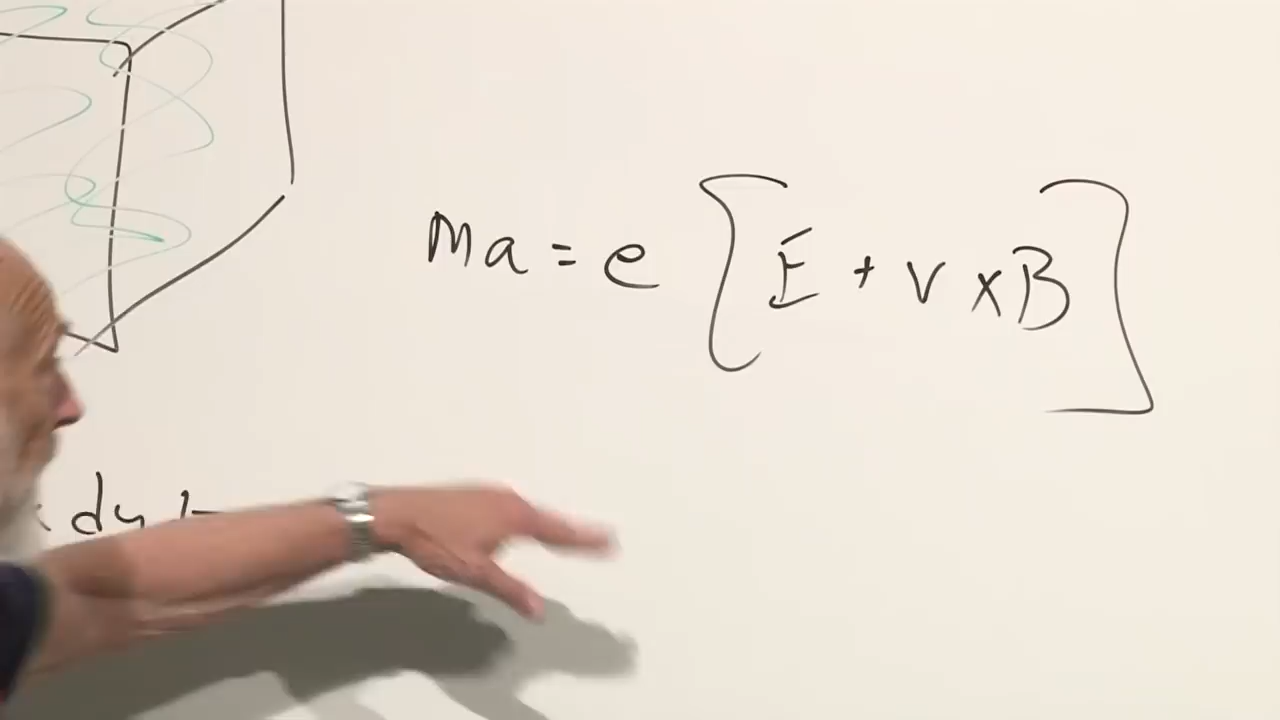 ma = e [E + v × B]